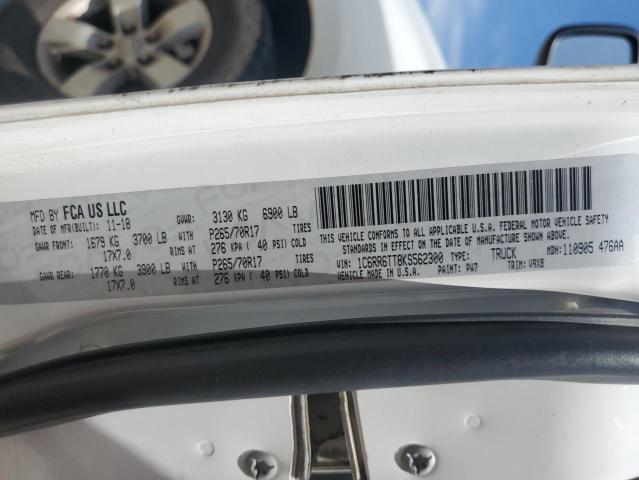 MFD BY FCA US LLC
DATE OF MFR(BUILT): 11-18 GVWR: 3130 KG 6900 LB
GAWR FRONT: 1679 KG 3700 LB WITH P265/70R17 TIRES
17X7.0 RIMS AT 276 KPA ( 40 PSI) COLD
GAWR REAR: 1770 KG 3900 LB WITH P265/70R17 TIRES
17X7.0 RIMS AT 276 KPA ( 40 PSI) COLD
THIS VEHICLE CONFORMS TO ALL APPLICABLE U.S.A. FEDERAL MOTOR VEHICLE SAFETY
STANDARDS IN EFFECT ON THE DATE OF MANUFACTURE SHOWN ABOVE.
VIN: 1C6RR6TT8KS562300 TYPE: TRUCK MDH: 110905 476AA
VEHICLE MADE IN U.S.A. PAINT: PW7 TRIM: V9X8